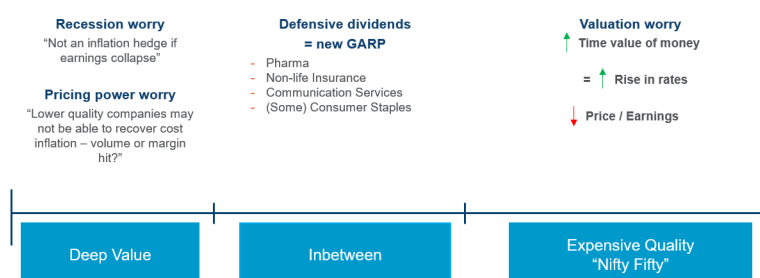 Recession worry
“Not an inflation hedge if
earnings collapse”
Pricing power worry
“Lower quality companies may
not be able to recover cost
inflation – volume or margin
hit?”
Defensive dividends
= new GARP
- Pharma
- Non-life Insurance
- Communication Services
- (Some) Consumer Staples
Valuation worry
Time value of money
= Rise in rates
Price / Earnings
Deep Value
Inbetween
Expensive Quality
“Nifty Fifty”